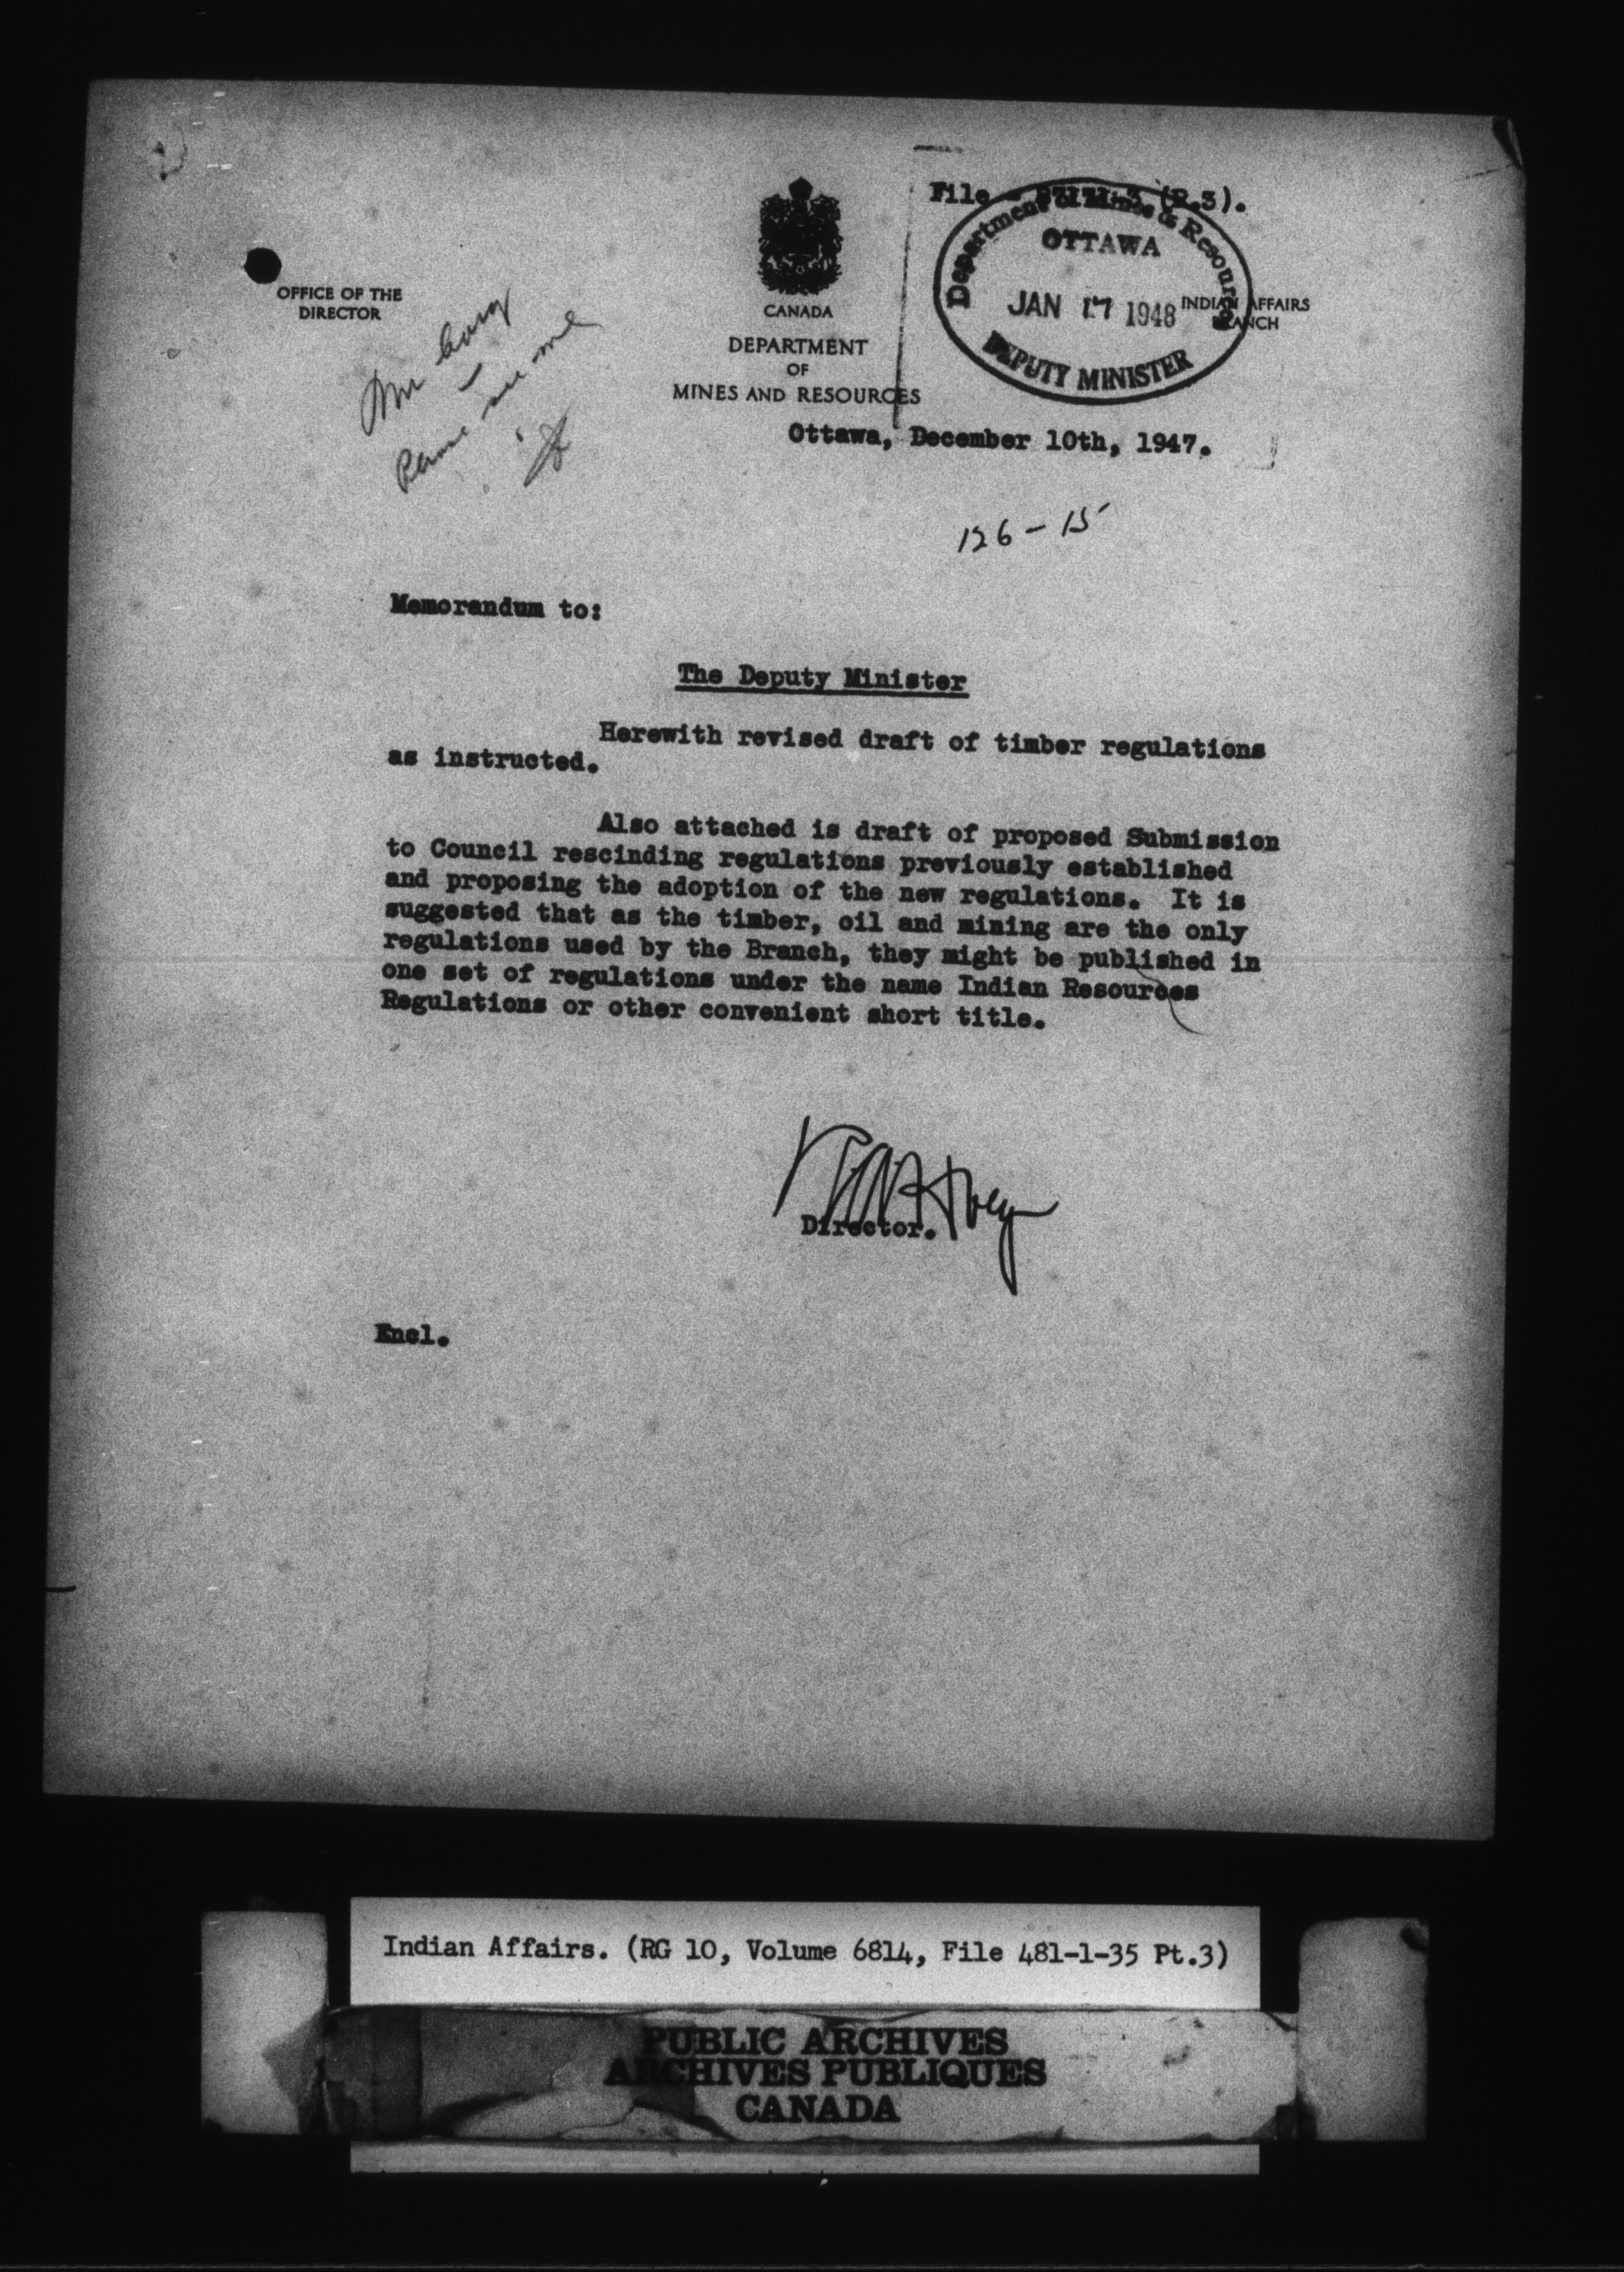 File - (R.3).
Department of Mines & Resources
OTTAWA
JAN 17 1948
DEPUTY MINISTER
OFFICE OF THE
DIRECTOR
CANADA
DEPARTMENT
OF
MINES AND RESOURCES
INDIAN AFFAIRS
BRANCH
Please see me
Ottawa, December 10th, 1947.
126-15
Memorandum to:
The Deputy Minister
Herewith revised draft of timber regulations
as instructed.
Also attached is draft of proposed Submission
to Council rescinding regulations previously established
and proposing the adoption of the new regulations. It is
suggested that as the timber, oil and mining are the only
regulations used by the Branch, they might be published in
one set of regulations under the name Indian Resources
Regulations or other convenient short title.
Director.
Encl.
Indian Affairs. (RG 10, Volume 6814, File 481-1-35 Pt.3)
PUBLIC ARCHIVES
ARCHIVES PUBLIQUES
CANADA